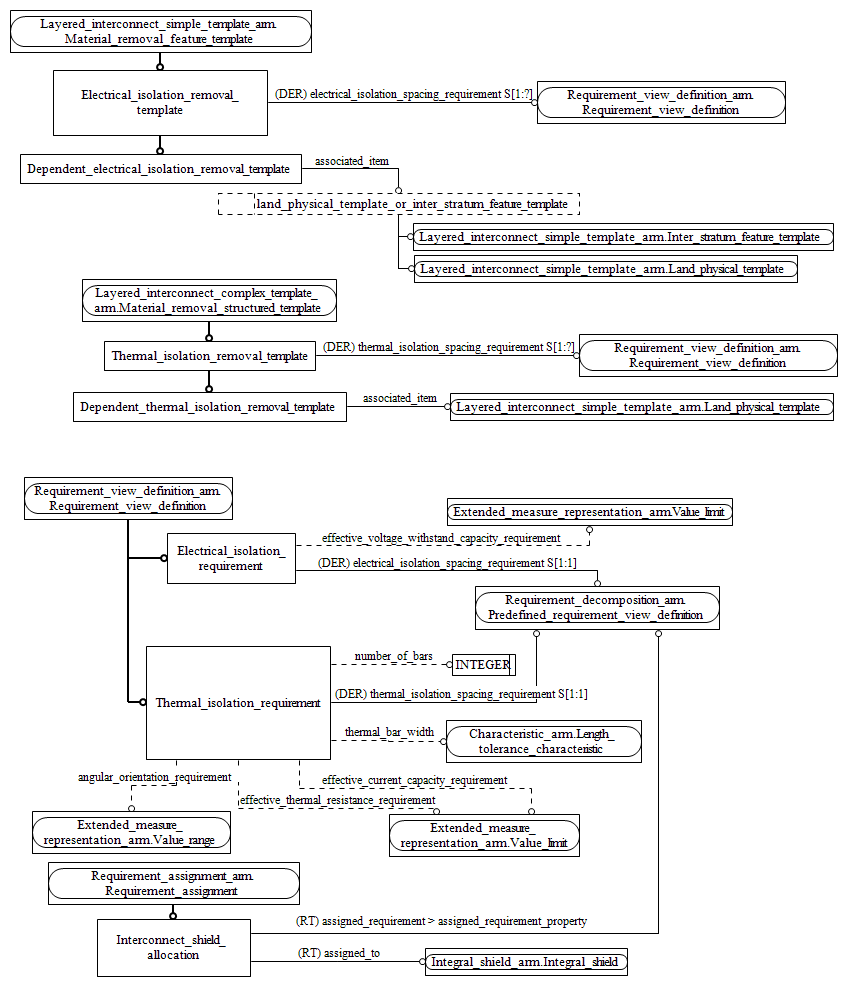 Layered_interconnect_simple_template_arm.
Material_removal_feature_template
Electrical_isolation_removal_
template
(DER) electrical_isolation_spacing_requirement S[1:?]
Requirement_view_definition_arm.
Requirement_view_definition
Dependent_electrical_isolation_removal_template
associated_item
land_physical_template_or_inter_stratum_feature_template
Layered_interconnect_simple_template_arm.Inter_stratum_feature_template
Layered_interconnect_simple_template_arm.Land_physical_template
Layered_interconnect_complex_template_
arm.Material_removal_structured_template
Thermal_isolation_removal_template
(DER) thermal_isolation_spacing_requirement S[1:?]
Requirement_view_definition_arm.
Requirement_view_definition
Dependent_thermal_isolation_removal_template
associated_item
Layered_interconnect_simple_template_arm.Land_physical_template
Requirement_view_definition_arm.
Requirement_view_definition
Extended_measure_representation_arm.Value_limit
Electrical_isolation_
requirement
effective_voltage_withstand_capacity_requirement
(DER) electrical_isolation_spacing_requirement S[1:1]
Requirement_decomposition_arm.
Predefined_requirement_view_definition
Thermal_isolation_requirement
number_of_bars
INTEGER
(DER) thermal_isolation_spacing_requirement S[1:1]
thermal_bar_width
Characteristic_arm.Length_
tolerance_characteristic
angular_orientation_requirement
effective_current_capacity_requirement
effective_thermal_resistance_requirement
Extended_measure_
representation_arm.Value_range
Extended_measure_
representation_arm.Value_limit
Requirement_assignment_arm.
Requirement_assignment
Interconnect_shield_
allocation
(RT) assigned_requirement > assigned_requirement_property
(RT) assigned_to
Integral_shield_arm.Integral_shield